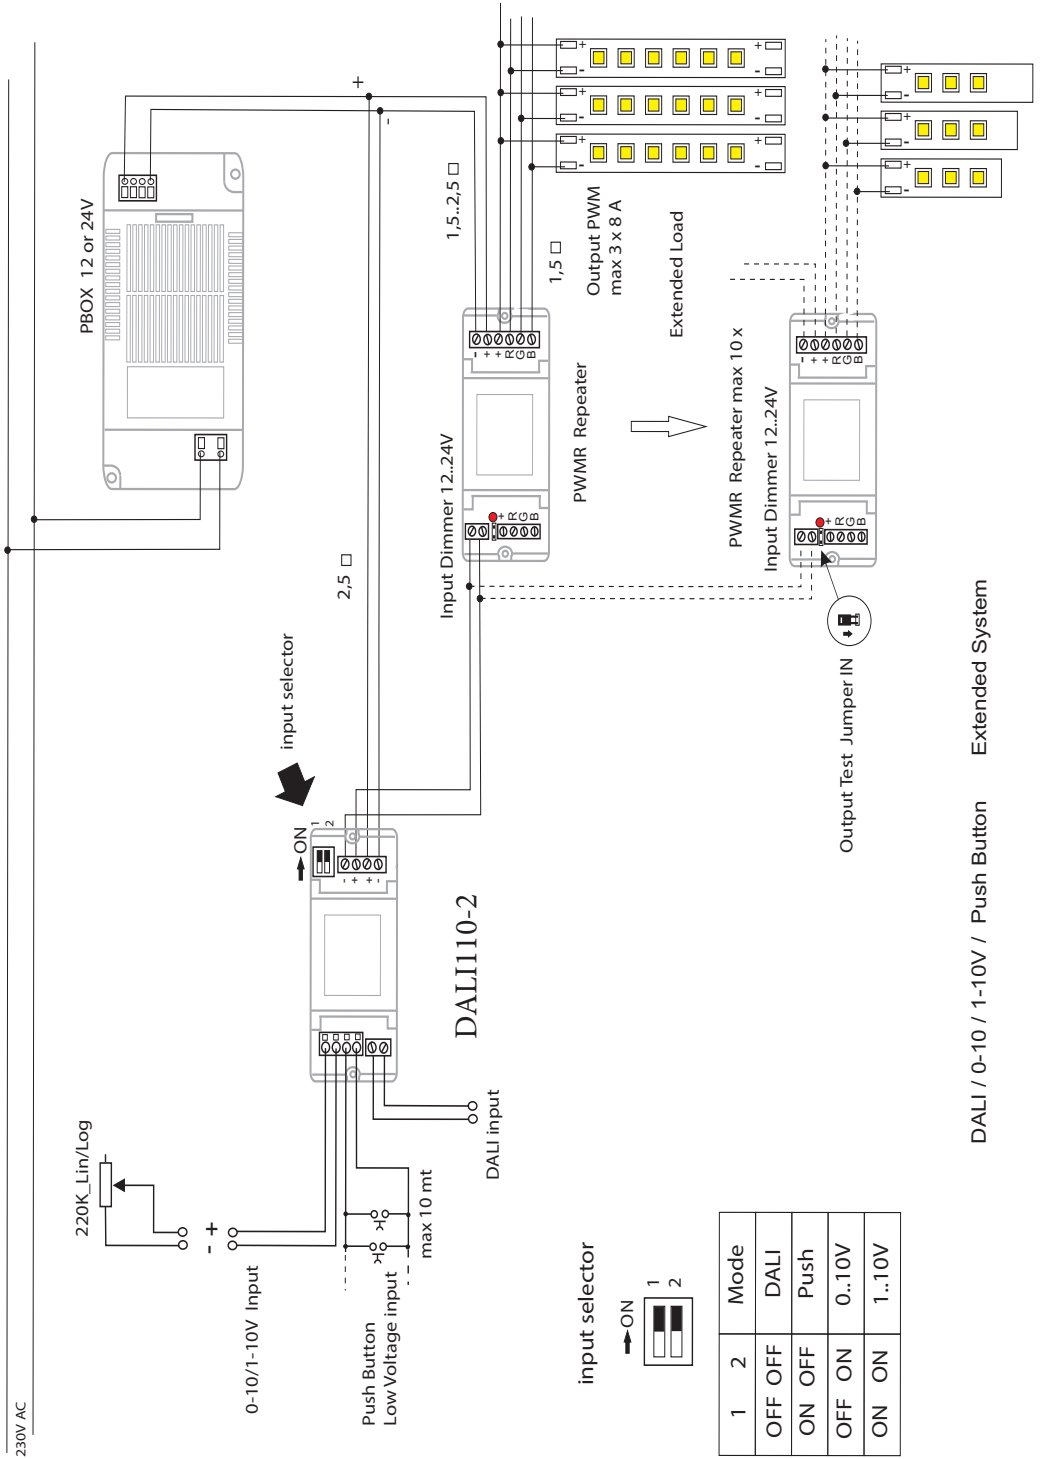 230V AC
PBOX 12 or 24V
+
-
1,5..2,5 □
2,5 □
1,5 □
Output PWM
max 3 x 8 A
Extended Load
+ +
- -
+ +
- -
+ +
- -
+
-
+
-
+
-
Input Dimmer 12..24V
- + + R G B
+ R G B
PWMR Repeater
PWMR Repeater max 10 x
Input Dimmer 12..24V
- + + R G B
+ R G B
Output Test Jumper IN
input selector
ON
1
2
- + + -
DALI110-2
220K_Lin/Log
- +
0-10/1-10V Input
Push Button
Low Voltage input
max 10 mt
DALI input
input selector
ON
1
2
1 2 Mode
OFF OFF DALI
ON OFF Push
OFF ON 0..10V
ON ON 1..10V
DALI / 0-10 / 1-10V / Push Button Extended System